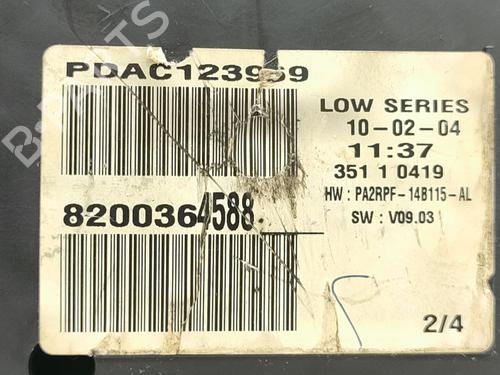 PDAC123959
8200364588
LOW SERIES
10-02-04
11:37
351 1 0419
HW : PA2RPF-14B115-AL
SW : V09.03
2/4